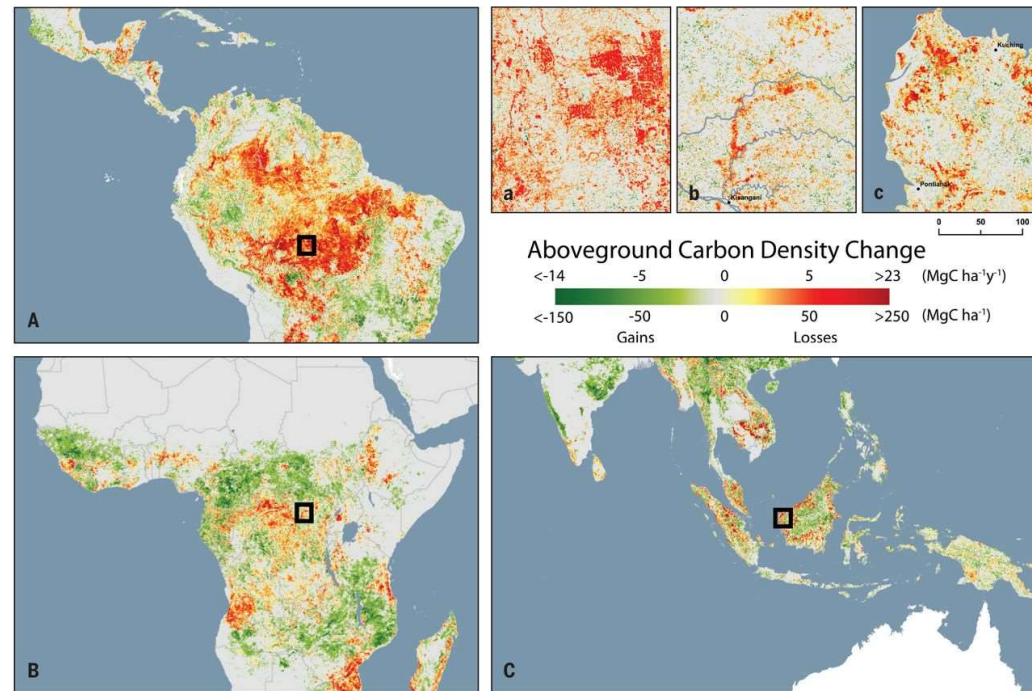 A
a
b
Kisangani
c
Kuching
Pontianak
0 50 100
Aboveground Carbon Density Change
<-14 -5 0 5 >23 (MgC ha⁻¹y⁻¹)
<-150 -50 0 50 >250 (MgC ha⁻¹)
Gains Losses
B
C